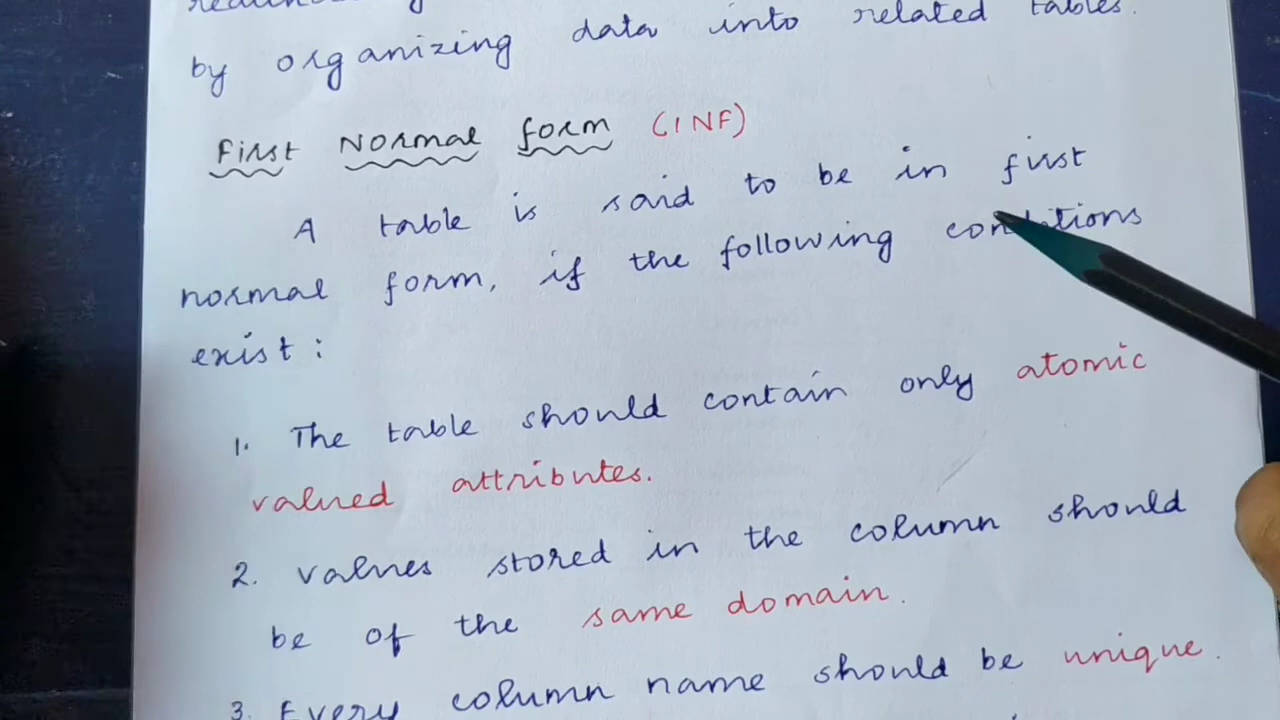 by organizing data into related tables.
First Normal form (1NF)
A table is said to be in first
normal form, if the following conditions
exist :
1. The table should contain only atomic
valued attributes.
2. values stored in the column should
be of the same domain.
3. Every column name should be unique.